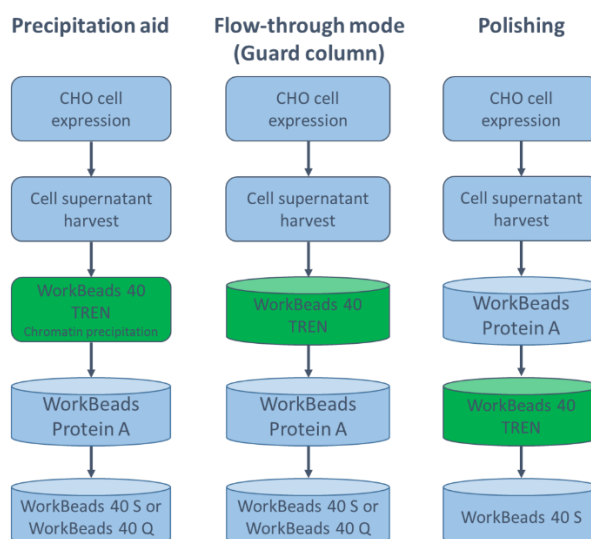 Precipitation aid
CHO cell
expression
Cell supernatant
harvest
WorkBeads 40
TREN
Chromatin precipitation
WorkBeads
Protein A
WorkBeads 40 S or
WorkBeads 40 Q
Flow-through mode
(Guard column)
CHO cell
expression
Cell supernatant
harvest
WorkBeads 40
TREN
WorkBeads
Protein A
WorkBeads 40 S or
WorkBeads 40 Q
Polishing
CHO cell
expression
Cell supernatant
harvest
WorkBeads
Protein A
WorkBeads 40
TREN
WorkBeads 40 S